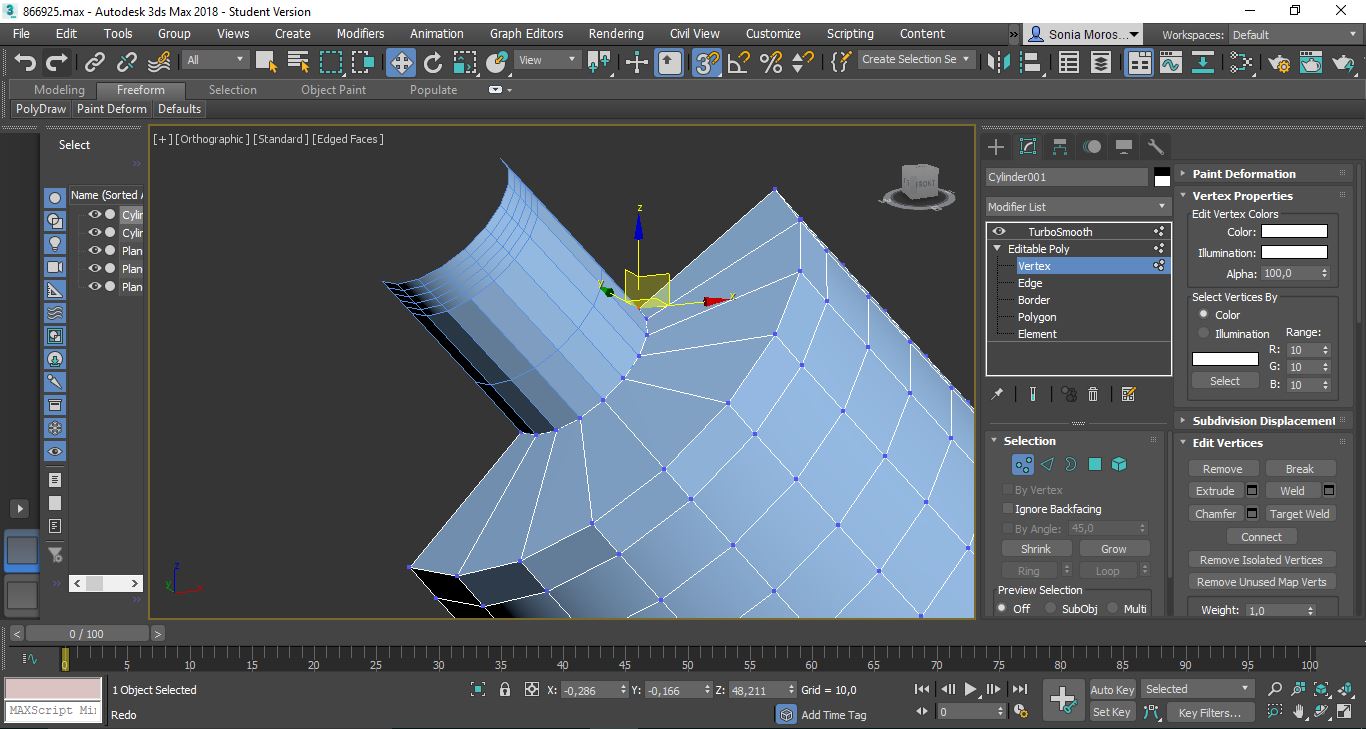 866925.max - Autodesk 3ds Max 2018 - Student Version
File Edit Tools Group Views Create Modifiers Animation Graph Editors Rendering Civil View Customize Scripting Content » Sonia Moros... Workspaces: Default
All View Create Selection Se
Modeling Freeform Selection Object Paint Populate
PolyDraw Paint Deform Defaults
Select
Name (Sorted A
Cylin
Cylin
Plan
Plan
Plan
[+] [Orthographic ] [Standard ] [Edged Faces ]
FRONT
z
y
x
z
y
x
Cylinder001
Modifier List
TurboSmooth
Editable Poly
Vertex
Edge
Border
Polygon
Element
Selection
By Vertex
Ignore Backfacing
By Angle: 45,0
Shrink Grow
Ring Loop
Preview Selection
Off SubObj Multi
Paint Deformation
Vertex Properties
Edit Vertex Colors
Color:
Illumination:
Alpha: 100,0
Select Vertices By
Color
Illumination Range:
R: 10
G: 10
B: 10
Select
Subdivision Displacement
Edit Vertices
Remove Break
Extrude Weld
Chamfer Target Weld
Connect
Remove Isolated Vertices
Remove Unused Map Verts
Weight: 1,0
< 0 / 100 >
0 5 10 15 20 25 30 35 40 45 50 55 60 65 70 75 80 85 90 95 100
1 Object Selected X: -0,286 Y: -0,166 Z: 48,211 Grid = 10,0 Auto Key Selected
MAXScript Mi Redo Add Time Tag 0 Set Key Key Filters...